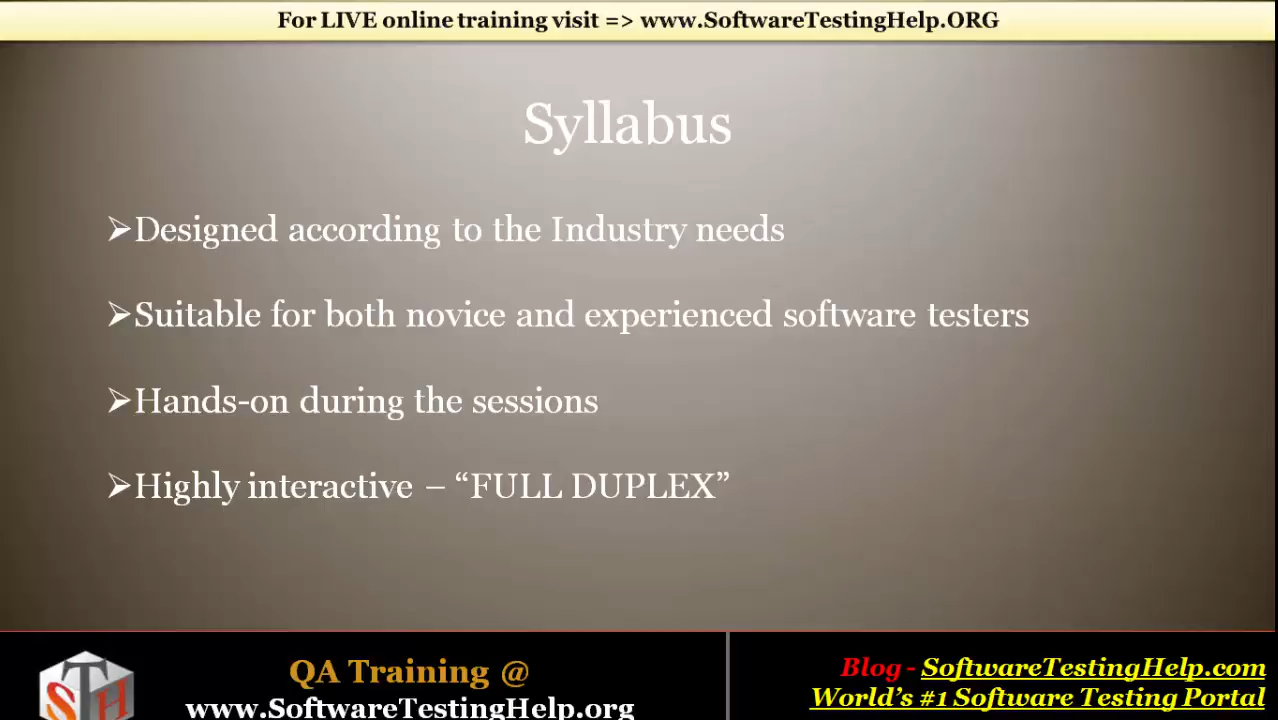 For LIVE online training visit => www.SoftwareTestingHelp.ORG
Syllabus
➢Designed according to the Industry needs
➢Suitable for both novice and experienced software testers
➢Hands-on during the sessions
➢Highly interactive – “FULL DUPLEX”
STH
QA Training @
www.SoftwareTestingHelp.org
Blog - SoftwareTestingHelp.com
World’s #1 Software Testing Portal